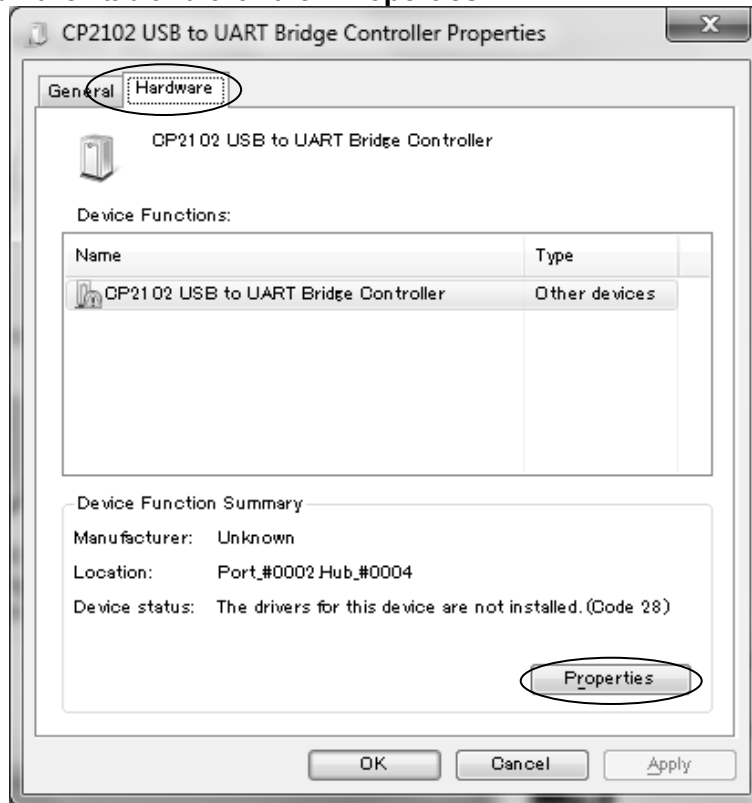 CP2102 USB to UART Bridge Controller Properties
General Hardware
CP2102 USB to UART Bridge Controller
Device Functions:
Name Type
CP2102 USB to UART Bridge Controller Other devices
Device Function Summary
Manufacturer: Unknown
Location: Port_#0002.Hub_#0004
Device status: The drivers for this device are not installed. (Code 28)
Properties
OK Cancel Apply